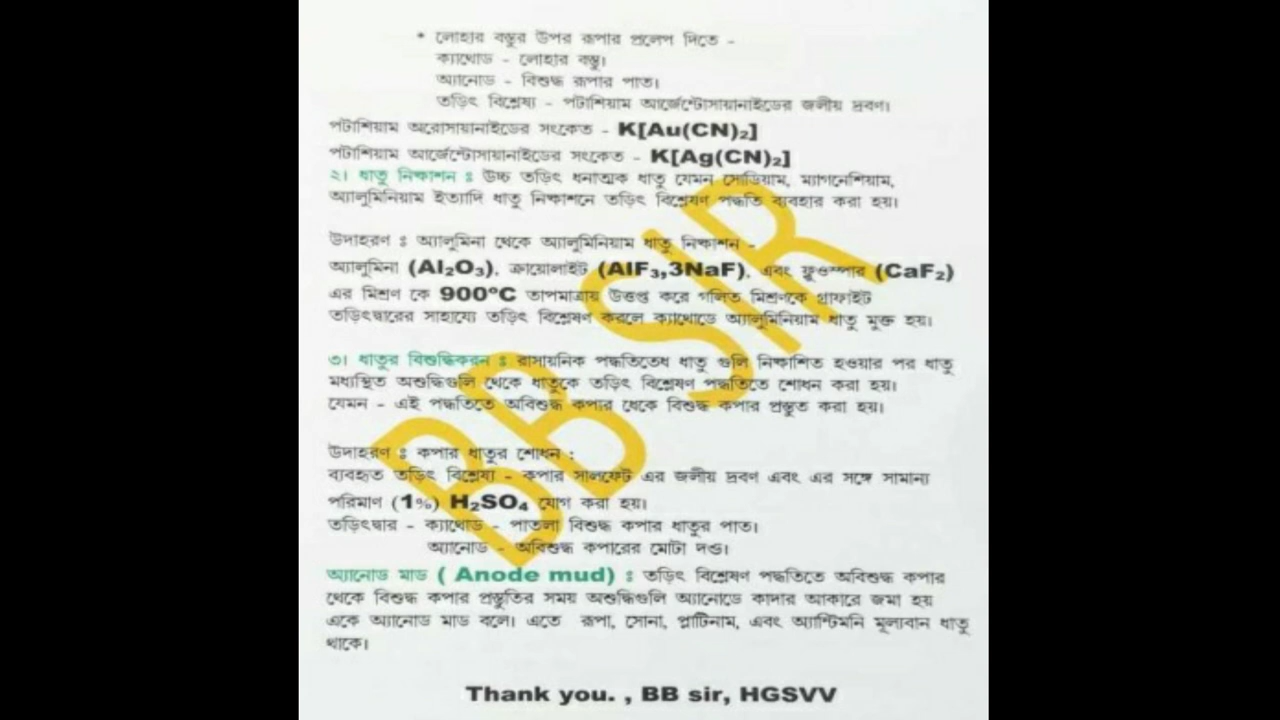 * লোহার বস্তুর উপর রূপার প্রলেপ দিতে -
ক্যাথোড - লোহার বস্তু।
অ্যানোড - বিশুদ্ধ রূপার পাত।
তড়িৎ বিশ্লেষ্য - পটাশিয়াম আর্জেন্টোসায়ানাইডের জলীয় দ্রবণ।
পটাশিয়াম অরোসায়ানাইডের সংকেত - K[Au(CN)₂]
পটাশিয়াম আর্জেন্টোসায়ানাইডের সংকেত - K[Ag(CN)₂]
২। ধাতু নিষ্কাশন ঃ উচ্চ তড়িৎ ধনাত্মক ধাতু যেমন সোডিয়াম, ম্যাগনেশিয়াম,
অ্যালুমিনিয়াম ইত্যাদি ধাতু নিষ্কাশনে তড়িৎ বিশ্লেষণ পদ্ধতি ব্যবহার করা হয়।
উদাহরণ ঃ অ্যালুমিনা থেকে অ্যালুমিনিয়াম ধাতু নিষ্কাশন -
অ্যালুমিনা (Al₂O₃), ক্রায়োলাইট (AlF₃,3NaF), এবং ফ্লুওস্পার (CaF₂)
এর মিশ্রণ কে 900°C তাপমাত্রায় উত্তপ্ত করে গলিত মিশ্রণকে গ্রাফাইট
তড়িৎদ্বারের সাহায্যে তড়িৎ বিশ্লেষণ করলে ক্যাথোডে অ্যালুমিনিয়াম ধাতু মুক্ত হয়।
৩। ধাতুর বিশুদ্ধিকরন ঃ রাসায়নিক পদ্ধতিতেধ ধাতু গুলি নিষ্কাশিত হওয়ার পর ধাতু
মধ্যস্থিত অশুদ্ধিগুলি থেকে ধাতুকে তড়িৎ বিশ্লেষণ পদ্ধতিতে শোধন করা হয়।
যেমন - এই পদ্ধতিতে অবিশুদ্ধ কপার থেকে বিশুদ্ধ কপার প্রস্তুত করা হয়।
উদাহরণ ঃ কপার ধাতুর শোধন :
ব্যবহৃত তড়িৎ বিশ্লেষ্য - কপার সালফেট এর জলীয় দ্রবণ এবং এর সঙ্গে সামান্য
পরিমাণ (1%) H₂SO₄ যোগ করা হয়।
তড়িৎদ্বার - ক্যাথোড - পাতলা বিশুদ্ধ কপার ধাতুর পাত।
অ্যানোড - অবিশুদ্ধ কপারের মোটা দণ্ড।
অ্যানোড মাড ( Anode mud) ঃ তড়িৎ বিশ্লেষণ পদ্ধতিতে অবিশুদ্ধ কপার
থেকে বিশুদ্ধ কপার প্রস্তুতির সময় অশুদ্ধিগুলি অ্যানোডে কাদার আকারে জমা হয়
একে অ্যানোড মাড বলে। এতে রূপা, সোনা, প্লাটিনাম, এবং অ্যান্টিমনি মূল্যবান ধাতু
থাকে।
BB SIR
Thank you. , BB sir, HGSVV